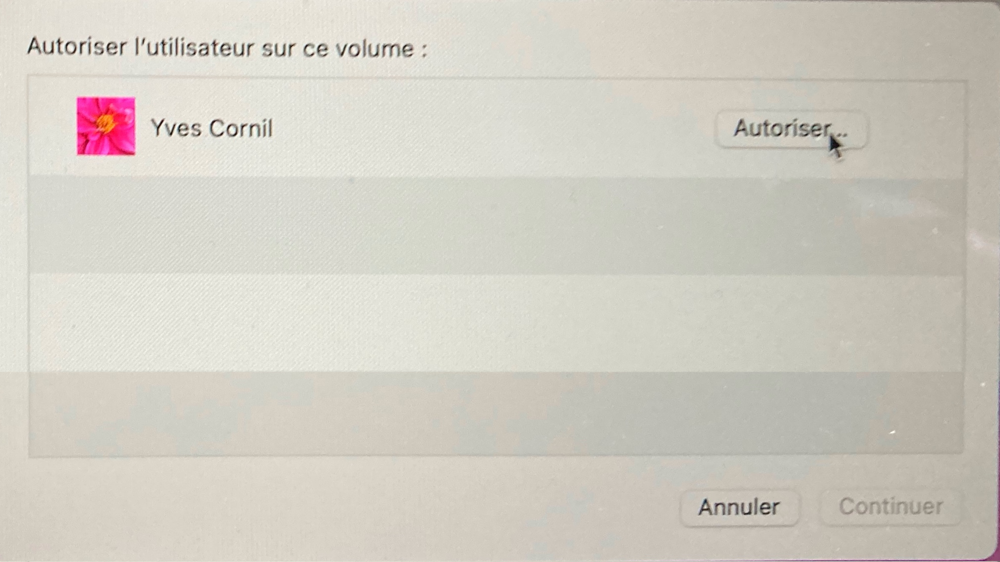 Autoriser l'utilisateur sur ce volume :
Yves Cornil
Autoriser...
Annuler
Continuer